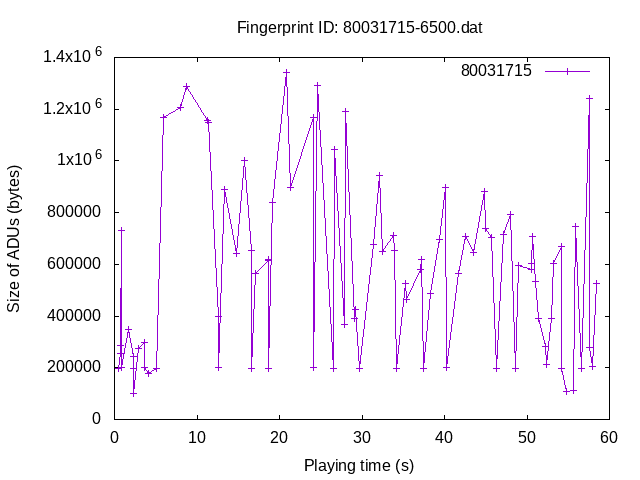 Fingerprint ID: 80031715-6500.dat
80031715
Size of ADUs (bytes)
1.4x10^6
1.2x10^6
1x10^6
800000
600000
400000
200000
0
0 10 20 30 40 50 60
Playing time (s)